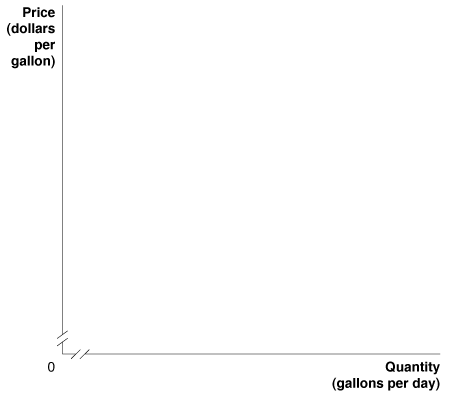 Price
(dollars
per
gallon)
0
Quantity
(gallons per day)